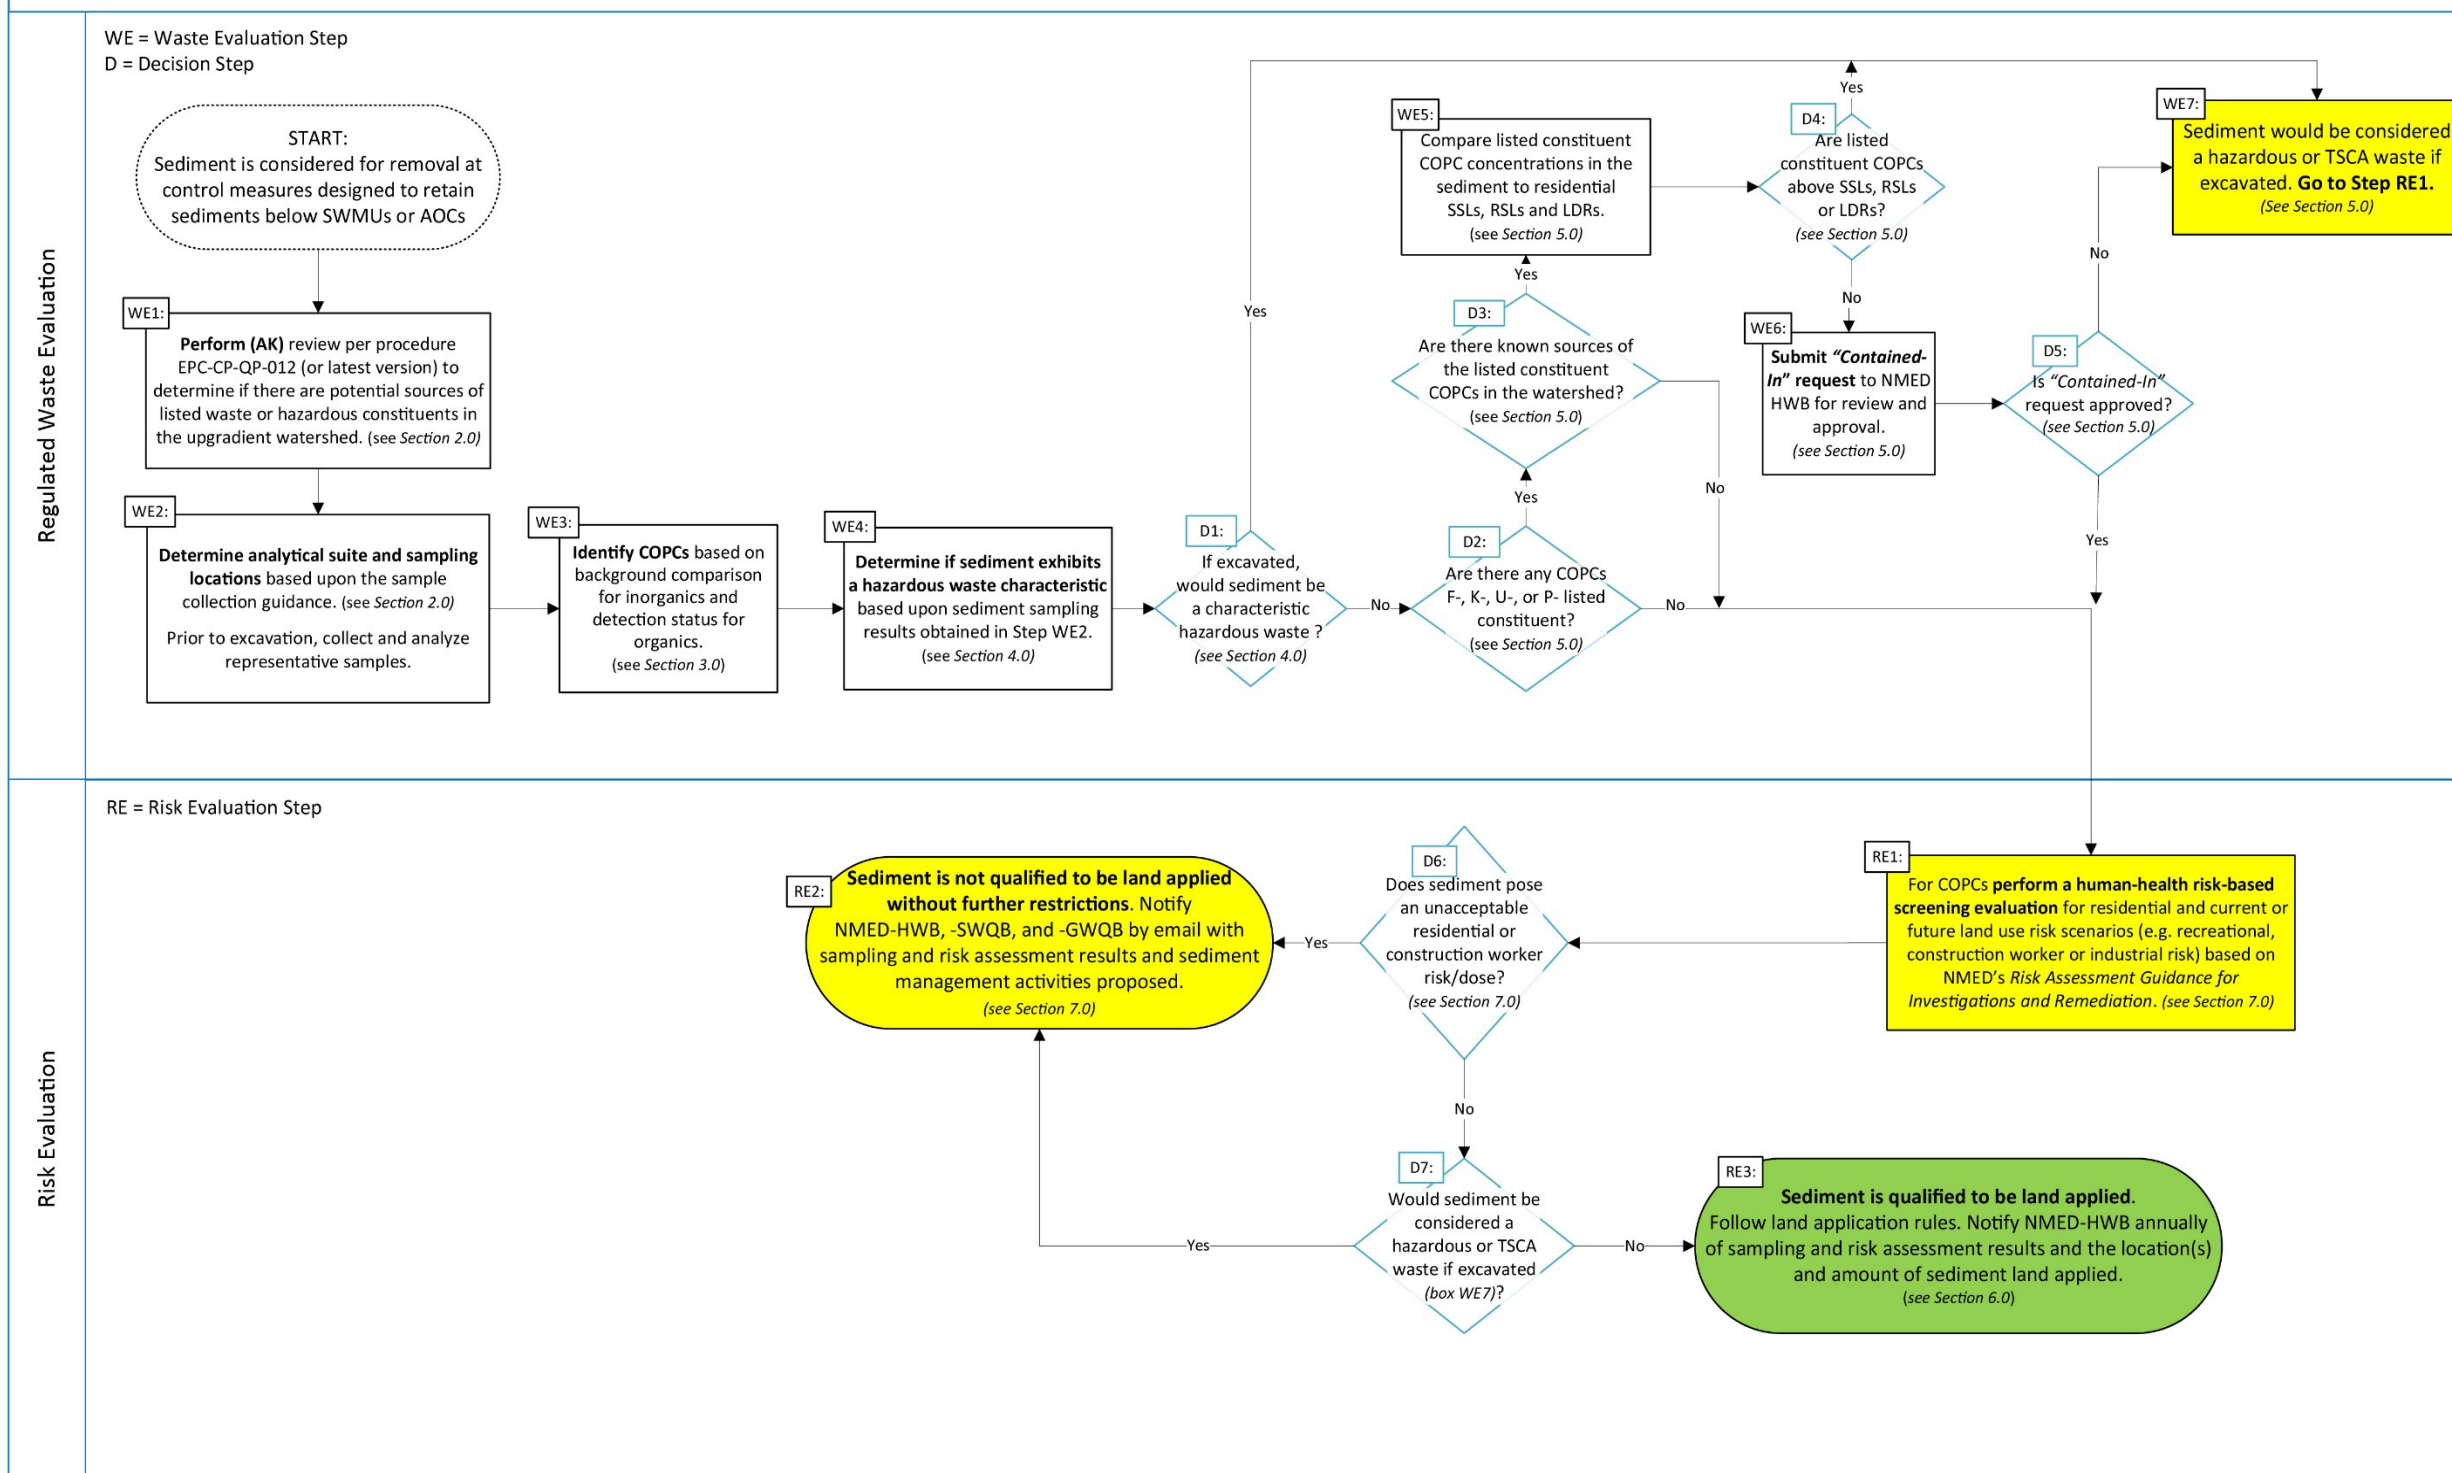 WE = Waste Evaluation Step
D = Decision Step
Regulated Waste Evaluation
START:
Sediment is considered for removal at
control measures designed to retain
sediments below SWMUs or AOCs
WE1:
Perform (AK) review per procedure
EPC-CP-QP-012 (or latest version) to
determine if there are potential sources of
listed waste or hazardous constituents in
the upgradient watershed. (see Section 2.0)
WE2:
Determine analytical suite and sampling
locations based upon the sample
collection guidance. (see Section 2.0)
Prior to excavation, collect and analyze
representative samples.
WE3:
Identify COPCs based on
background comparison
for inorganics and
detection status for
organics.
(see Section 3.0)
WE4:
Determine if sediment exhibits
a hazardous waste characteristic
based upon sediment sampling
results obtained in Step WE2.
(see Section 4.0)
D1:
If excavated,
would sediment be
a characteristic
hazardous waste ?
(see Section 4.0)
Yes
No
D2:
Are there any COPCs
F-, K-, U-, or P- listed
constituent?
(see Section 5.0)
Yes
No
D3:
Are there known sources of
the listed constituent
COPCs in the watershed?
(see Section 5.0)
Yes
No
WE5:
Compare listed constituent
COPC concentrations in the
sediment to residential
SSLs, RSLs and LDRs.
(see Section 5.0)
D4:
Are listed
constituent COPCs
above SSLs, RSLs
or LDRs?
(see Section 5.0)
Yes
No
WE6:
Submit “Contained-
In” request to NMED
HWB for review and
approval.
(see Section 5.0)
D5:
Is “Contained-In”
request approved?
(see Section 5.0)
No
Yes
WE7:
Sediment would be considered
a hazardous or TSCA waste if
excavated. Go to Step RE1.
(See Section 5.0)
Risk Evaluation
RE = Risk Evaluation Step
RE1:
For COPCs perform a human-health risk-based
screening evaluation for residential and current or
future land use risk scenarios (e.g. recreational,
construction worker or industrial risk) based on
NMED’s Risk Assessment Guidance for
Investigations and Remediation. (see Section 7.0)
D6:
Does sediment pose
an unacceptable
residential or
construction worker
risk/dose?
(see Section 7.0)
Yes
No
RE2:
Sediment is not qualified to be land applied
without further restrictions. Notify
NMED-HWB, -SWQB, and -GWQB by email with
sampling and risk assessment results and sediment
management activities proposed.
(see Section 7.0)
D7:
Would sediment be
considered a
hazardous or TSCA
waste if excavated
(box WE7)?
Yes
No
RE3:
Sediment is qualified to be land applied.
Follow land application rules. Notify NMED-HWB annually
of sampling and risk assessment results and the location(s)
and amount of sediment land applied.
(see Section 6.0)